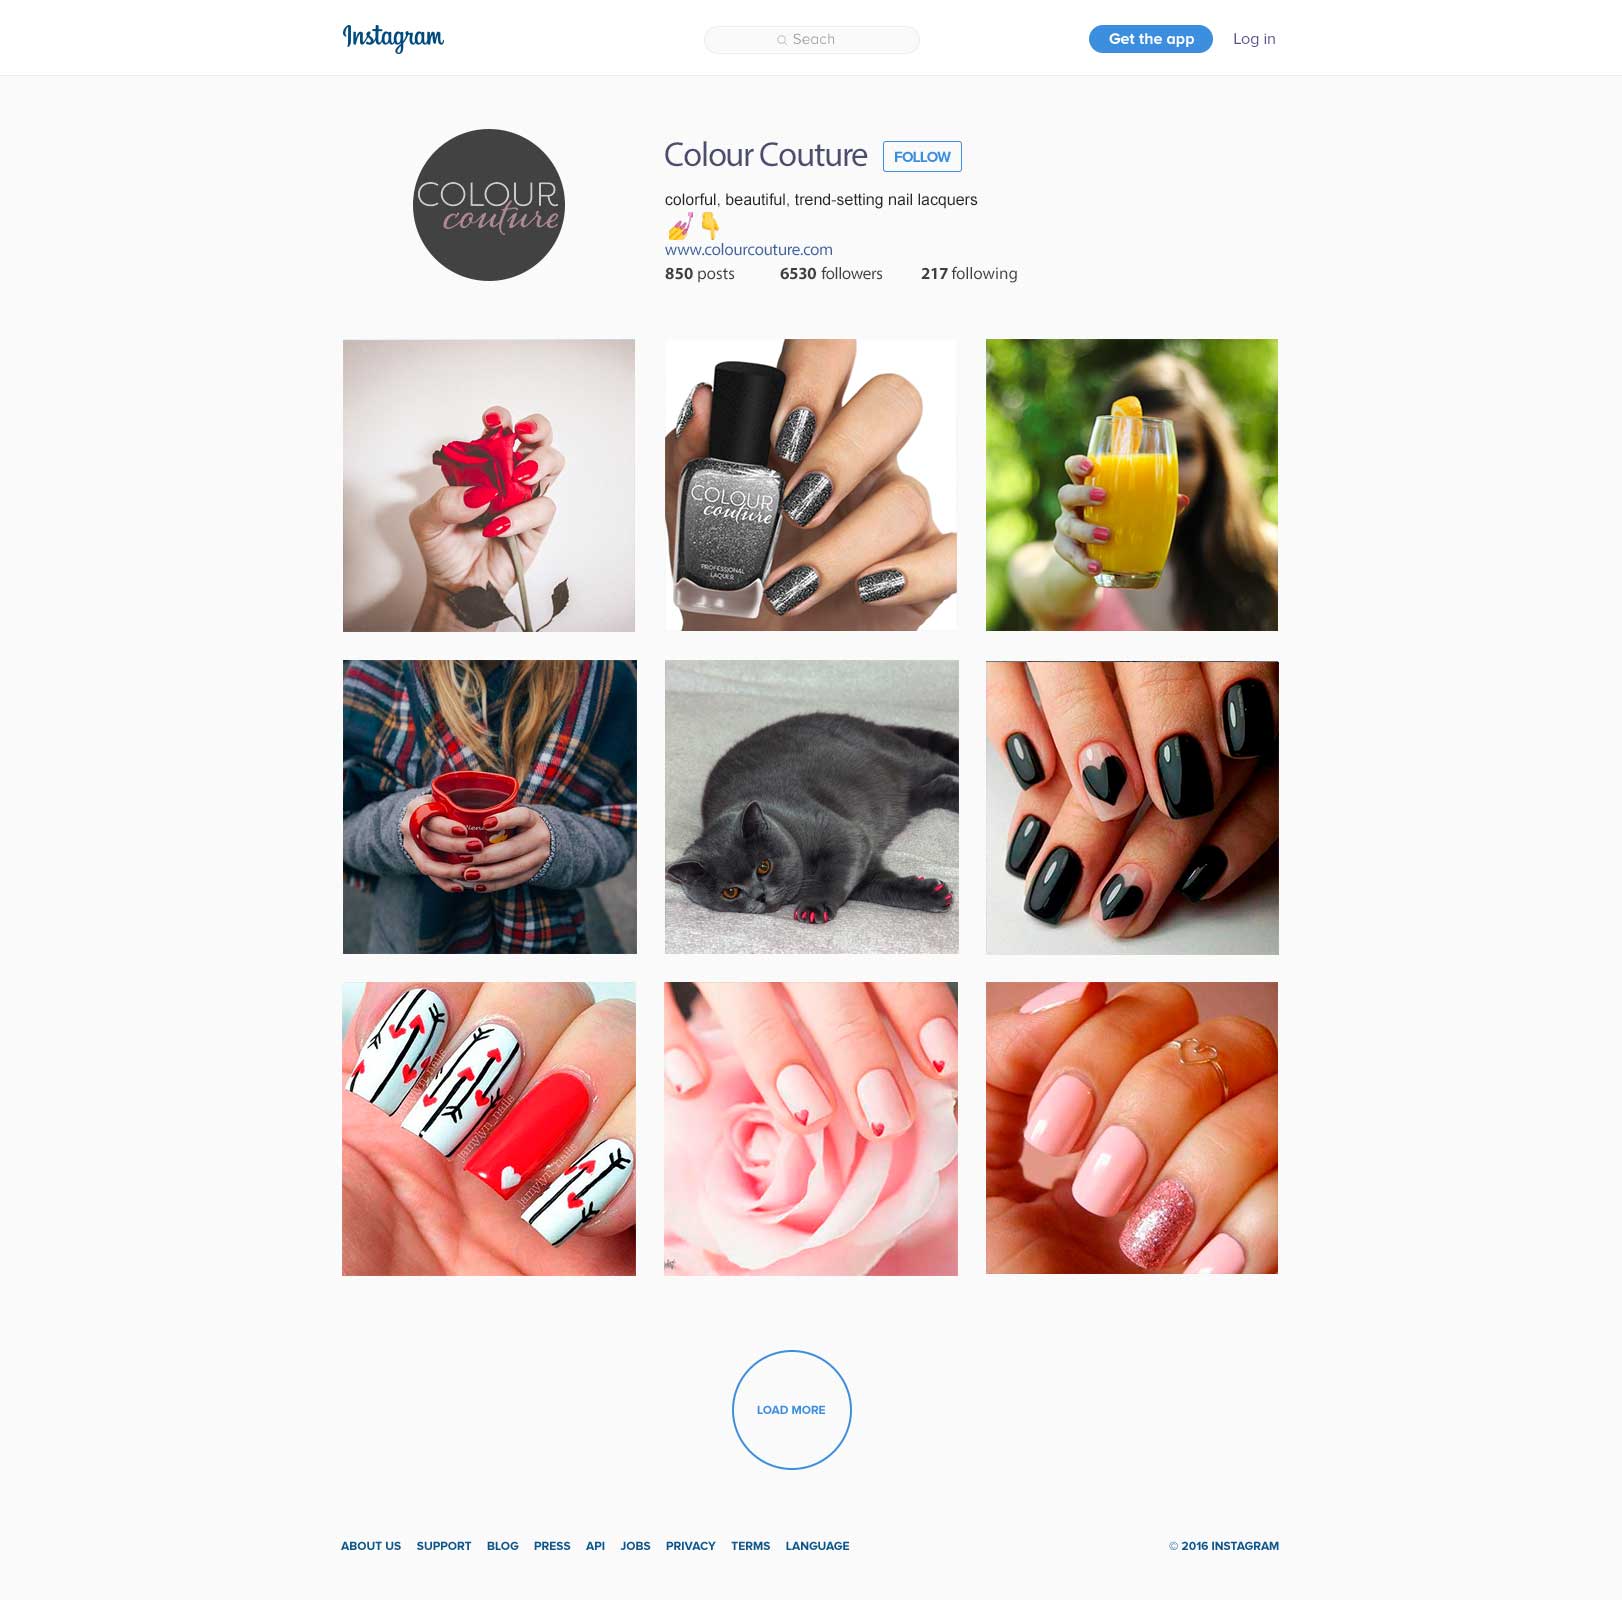 Instagram
Seach
Get the app
Log in
COLOUR
couture
Colour Couture
FOLLOW
colorful, beautiful, trend-setting nail lacquers
www.colourcouture.com
850 posts
6530 followers
217 following
COLOUR
couture
PROFESSIONAL
LAQUER
jamylyn_nails
jamylyn_nails
LOAD MORE
ABOUT US
SUPPORT
BLOG
PRESS
API
JOBS
PRIVACY
TERMS
LANGUAGE
© 2016 INSTAGRAM